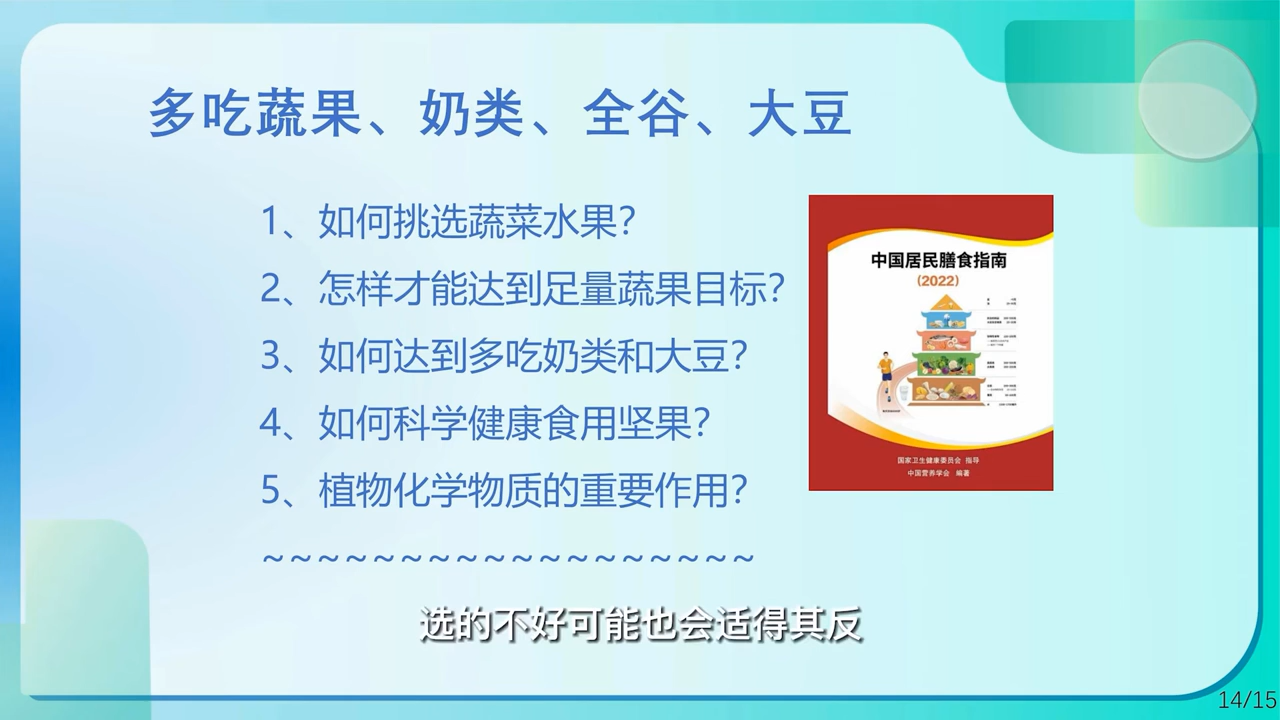 多吃蔬果、奶类、全谷、大豆
1、如何挑选蔬菜水果?
2、怎样才能达到足量蔬果目标?
3、如何达到多吃奶类和大豆?
4、如何科学健康食用坚果?
5、植物化学物质的重要作用?
~~~~~~~~~~~~~~~~~~
中国居民膳食指南
(2022)
国家卫生健康委员会 指导
中国营养学会 编著
选的不好可能也会适得其反
14/15